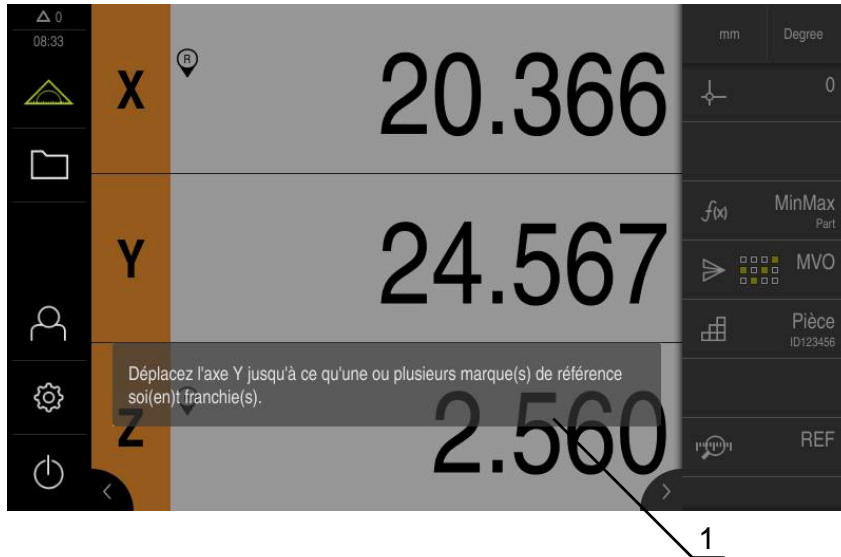 0
08:33
mm Degree
X R 20.366
0
MinMax
Part
f(x)
Y 24.567
MVO
Pièce
ID123456
Déplacez l'axe Y jusqu'à ce qu'une ou plusieurs marque(s) de référence
soi(en)t franchie(s).
Z 2.560
REF
1